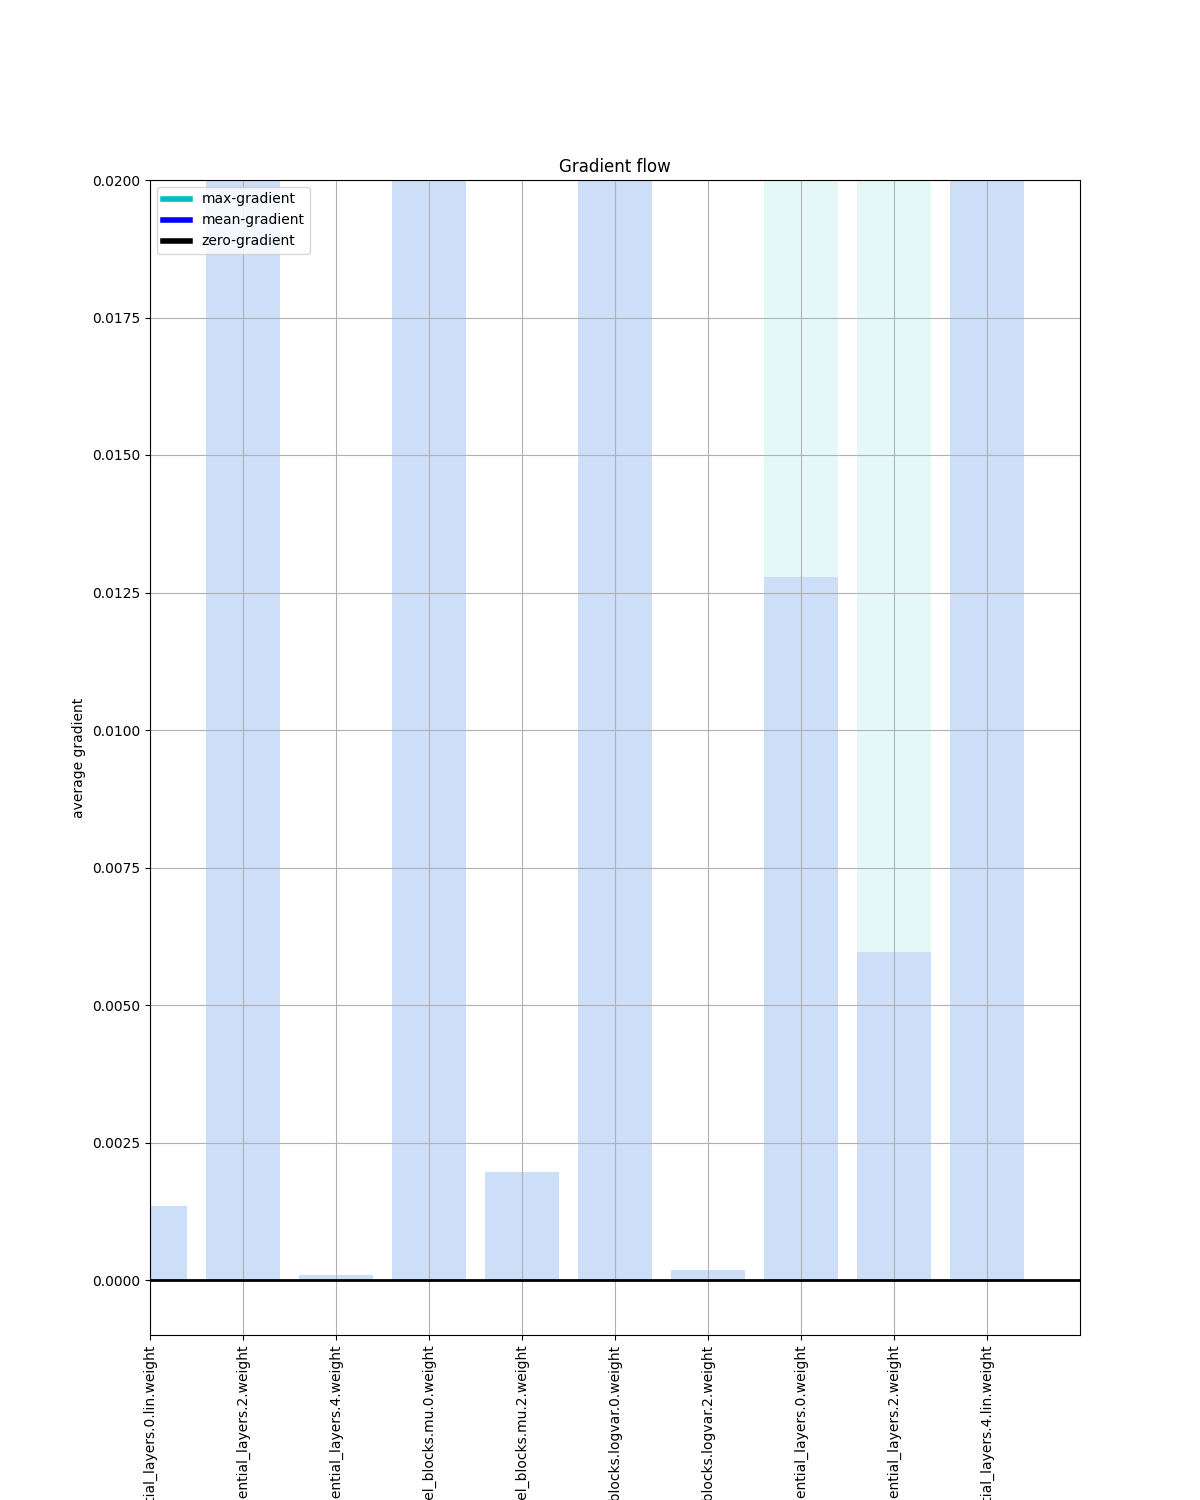 Gradient flow
max-gradient
mean-gradient
zero-gradient
0.0200
0.0175
0.0150
0.0125
0.0100
0.0075
0.0050
0.0025
0.0000
average gradient
tial_layers.0.lin.weight
ential_layers.2.weight
ential_layers.4.weight
el_blocks.mu.0.weight
el_blocks.mu.2.weight
blocks.logvar.0.weight
blocks.logvar.2.weight
ential_layers.0.weight
ential_layers.2.weight
tial_layers.4.lin.weight